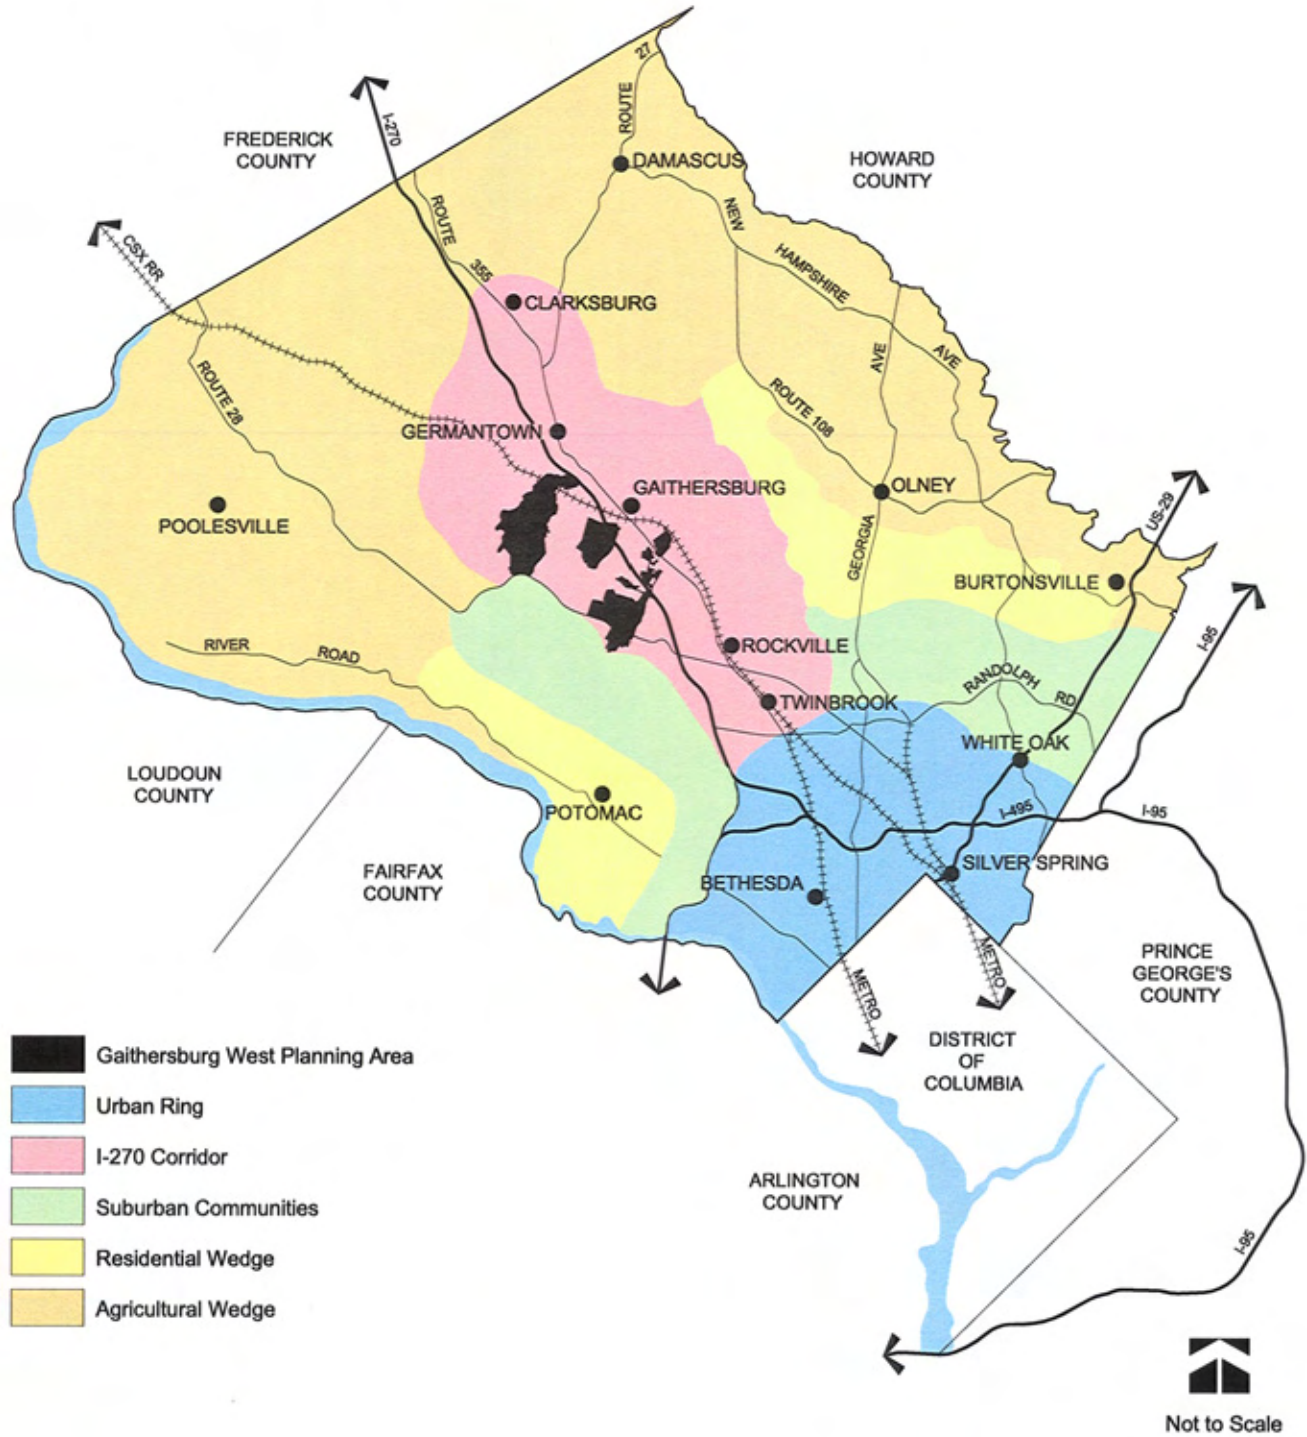 27
ROUTE
I-270
FREDERICK
COUNTY
DAMASCUS
HOWARD
COUNTY
ROUTE
355
NEW
HAMPSHIRE
AVE
CSX RR
CLARKSBURG
AVE
ROUTE 28
ROUTE 108
GERMANTOWN
GAITHERSBURG
OLNEY
POOLESVILLE
US-29
GEORGIA
BURTONSVILLE
I-95
RIVER
ROAD
ROCKVILLE
RANDOLPH
RD
TWINBROOK
WHITE OAK
LOUDOUN
COUNTY
POTOMAC
I-495
I-95
FAIRFAX
COUNTY
BETHESDA
SILVER SPRING
METRO
METRO
PRINCE
GEORGE'S
COUNTY
DISTRICT
OF
COLUMBIA
ARLINGTON
COUNTY
I-95
Gaithersburg West Planning Area
Urban Ring
I-270 Corridor
Suburban Communities
Residential Wedge
Agricultural Wedge
Not to Scale